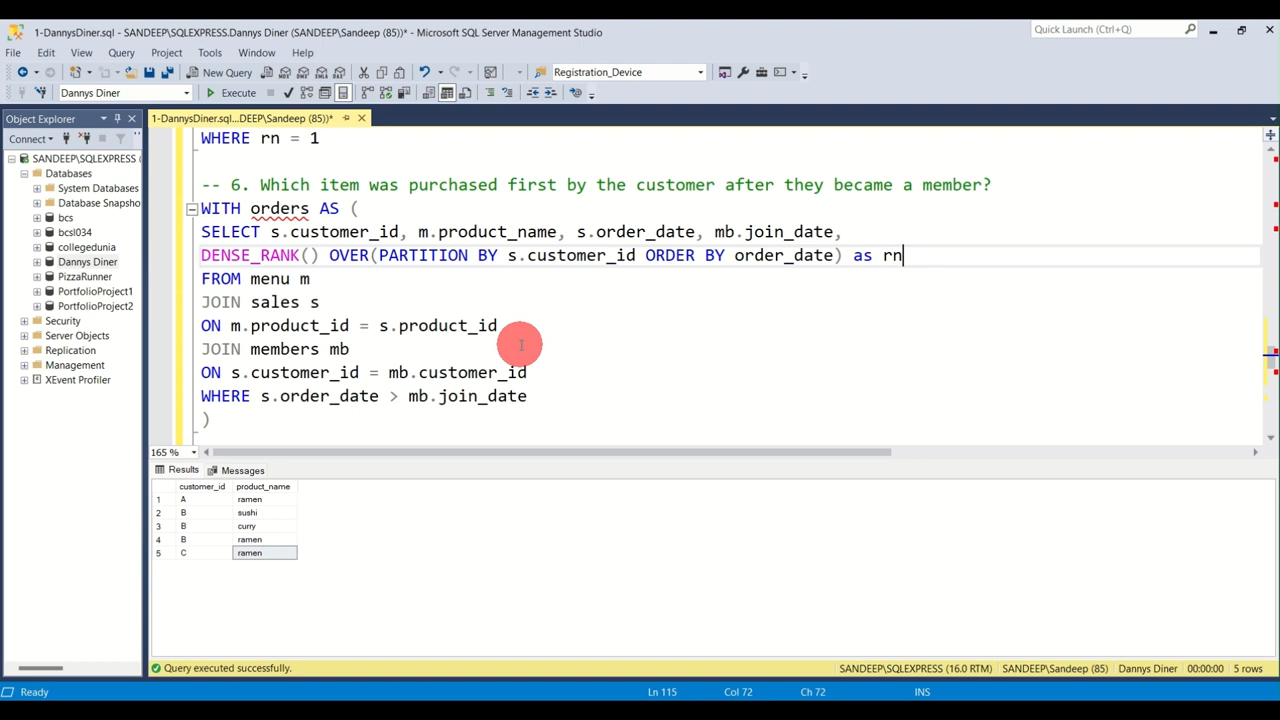 1-DannysDiner.sql - SANDEEP\SQLEXPRESS.Dannys Diner (SANDEEP\Sandeep (85))* - Microsoft SQL Server Management Studio
Quick Launch (Ctrl+Q)
File Edit View Query Project Tools Window Help
New Query
Registration_Device
Dannys Diner
Execute
Object Explorer
1-DannysDiner.sql...DEEP\Sandeep (85))*
Connect
SANDEEP\SQLEXPRESS (
Databases
System Databases
Database Snapsho
bcs
bcsl034
collegedunia
Dannys Diner
PizzaRunner
PortfolioProject1
PortfolioProject2
Security
Server Objects
Replication
Management
XEvent Profiler
WHERE rn = 1
-- 6. Which item was purchased first by the customer after they became a member?
WITH orders AS (
SELECT s.customer_id, m.product_name, s.order_date, mb.join_date,
DENSE_RANK() OVER(PARTITION BY s.customer_id ORDER BY order_date) as rn
FROM menu m
JOIN sales s
ON m.product_id = s.product_id
JOIN members mb
ON s.customer_id = mb.customer_id
WHERE s.order_date > mb.join_date
)
165 %
Results Messages
customer_id product_name
1 A ramen
2 B sushi
3 B curry
4 B ramen
5 C ramen
Query executed successfully.
SANDEEP\SQLEXPRESS (16.0 RTM) SANDEEP\Sandeep (85) Dannys Diner 00:00:00 5 rows
Ready
Ln 115 Col 72 Ch 72 INS